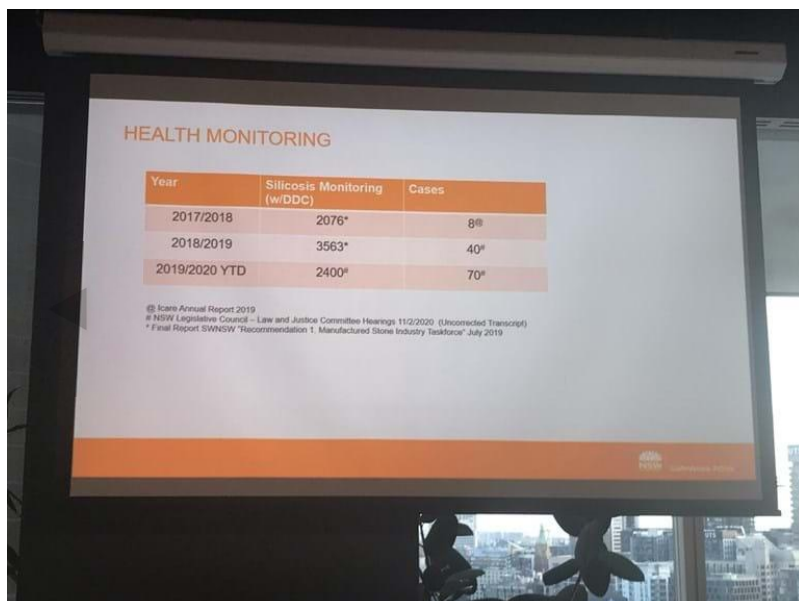 HEALTH MONITORING
Year Silicosis Monitoring (w/DDC) Cases
2017/2018 2076* 8@
2018/2019 3563* 40#
2019/2020 YTD 2400# 70#
@ Icare Annual Report 2019
# NSW Legislative Council – Law and Justice Committee Hearings 11/2/2020 (Uncorrected Transcript)
* Final Report SWNSW "Recommendation 1. Manufactured Stone Industry Taskforce" July 2019
NSW
UTS